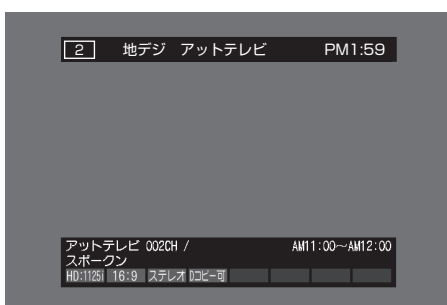 2 地デジ アットテレビ PM1:59
アットテレビ 002CH / AM11:00〜AM12:00
スポークン
HD:1125i 16:9 ステレオ Dコピー可